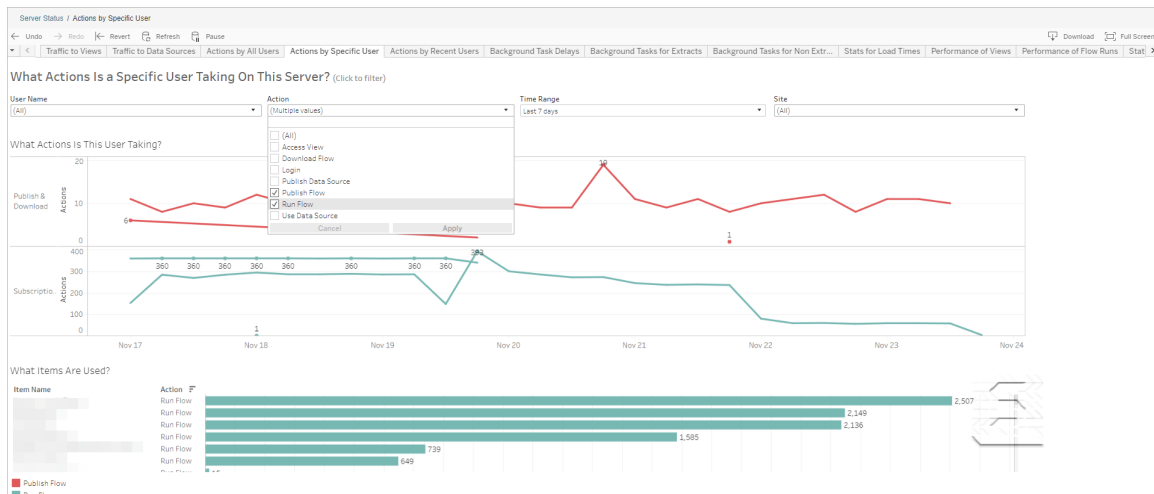 Server Status / Actions by Specific User
Undo Redo Revert Refresh Pause Download Full Screen
Traffic to Views Traffic to Data Sources Actions by All Users Actions by Specific User Actions by Recent Users Background Task Delays Background Tasks for Extracts Background Tasks for Non Extr... Stats for Load Times Performance of Views Performance of Flow Runs Stat
What Actions Is a Specific User Taking On This Server? (Click to filter)
User Name Action Time Range Site
(All) (Multiple values) Last 7 days (All)
(All)
Access View
Download Flow
Login
Publish Data Source
Publish Flow
Run Flow
Use Data Source
Cancel Apply
What Actions Is This User Taking?
Publish & Download
Actions
20
10
0
6
19
1
Subscriptio..
Actions
400
300
200
100
0
360 360 360 360 360 360 360 360
393
1
Nov 17 Nov 18 Nov 19 Nov 20 Nov 21 Nov 22 Nov 23 Nov 24
What Items Are Used?
Item Name Action
Run Flow 2,507
Run Flow 2,149
Run Flow 2,136
Run Flow 1,585
Run Flow 739
Run Flow 649
Publish Flow